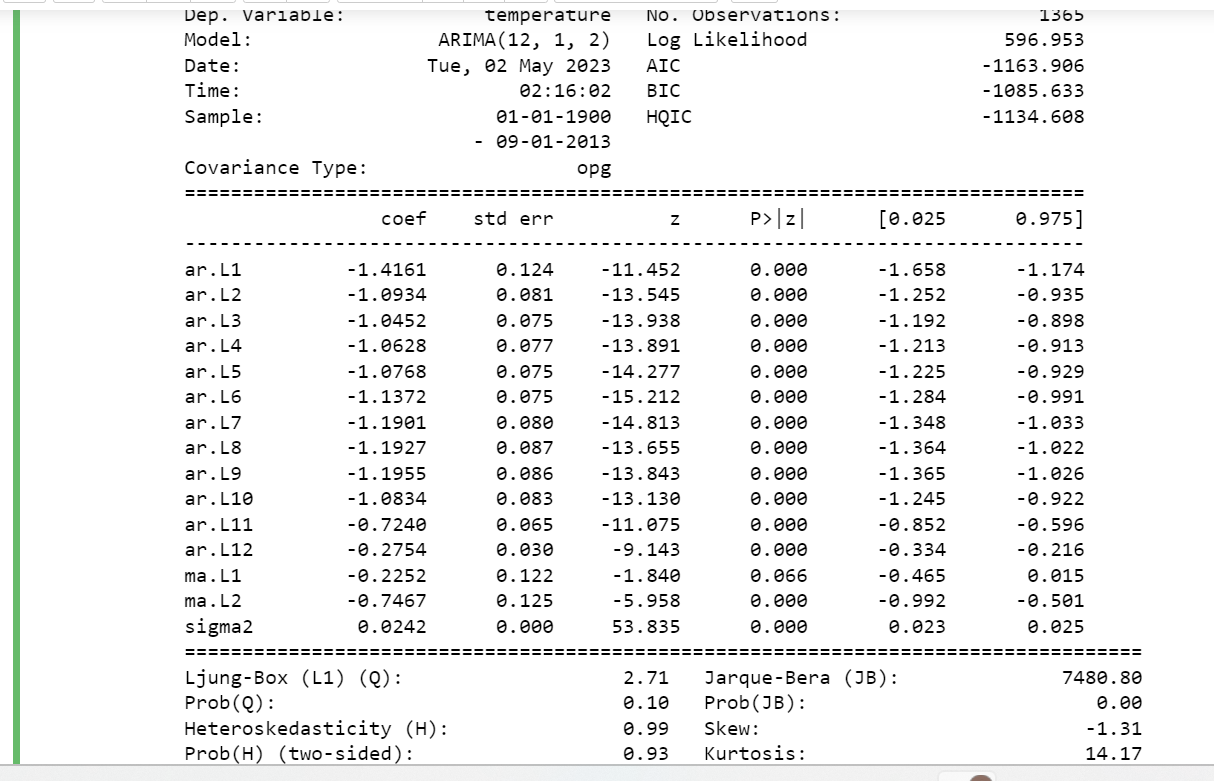 Dep. Variable: temperature No. Observations: 1365
Model: ARIMA(12, 1, 2) Log Likelihood 596.953
Date: Tue, 02 May 2023 AIC -1163.906
Time: 02:16:02 BIC -1085.633
Sample: 01-01-1900 HQIC -1134.608
- 09-01-2013
Covariance Type: opg
==============================================================================
coef std err z P>|z| [0.025 0.975]
------------------------------------------------------------------------------
ar.L1 -1.4161 0.124 -11.452 0.000 -1.658 -1.174
ar.L2 -1.0934 0.081 -13.545 0.000 -1.252 -0.935
ar.L3 -1.0452 0.075 -13.938 0.000 -1.192 -0.898
ar.L4 -1.0628 0.077 -13.891 0.000 -1.213 -0.913
ar.L5 -1.0768 0.075 -14.277 0.000 -1.225 -0.929
ar.L6 -1.1372 0.075 -15.212 0.000 -1.284 -0.991
ar.L7 -1.1901 0.080 -14.813 0.000 -1.348 -1.033
ar.L8 -1.1927 0.087 -13.655 0.000 -1.364 -1.022
ar.L9 -1.1955 0.086 -13.843 0.000 -1.365 -1.026
ar.L10 -1.0834 0.083 -13.130 0.000 -1.245 -0.922
ar.L11 -0.7240 0.065 -11.075 0.000 -0.852 -0.596
ar.L12 -0.2754 0.030 -9.143 0.000 -0.334 -0.216
ma.L1 -0.2252 0.122 -1.840 0.066 -0.465 0.015
ma.L2 -0.7467 0.125 -5.958 0.000 -0.992 -0.501
sigma2 0.0242 0.000 53.835 0.000 0.023 0.025
===================================================================================
Ljung-Box (L1) (Q): 2.71 Jarque-Bera (JB): 7480.80
Prob(Q): 0.10 Prob(JB): 0.00
Heteroskedasticity (H): 0.99 Skew: -1.31
Prob(H) (two-sided): 0.93 Kurtosis: 14.17